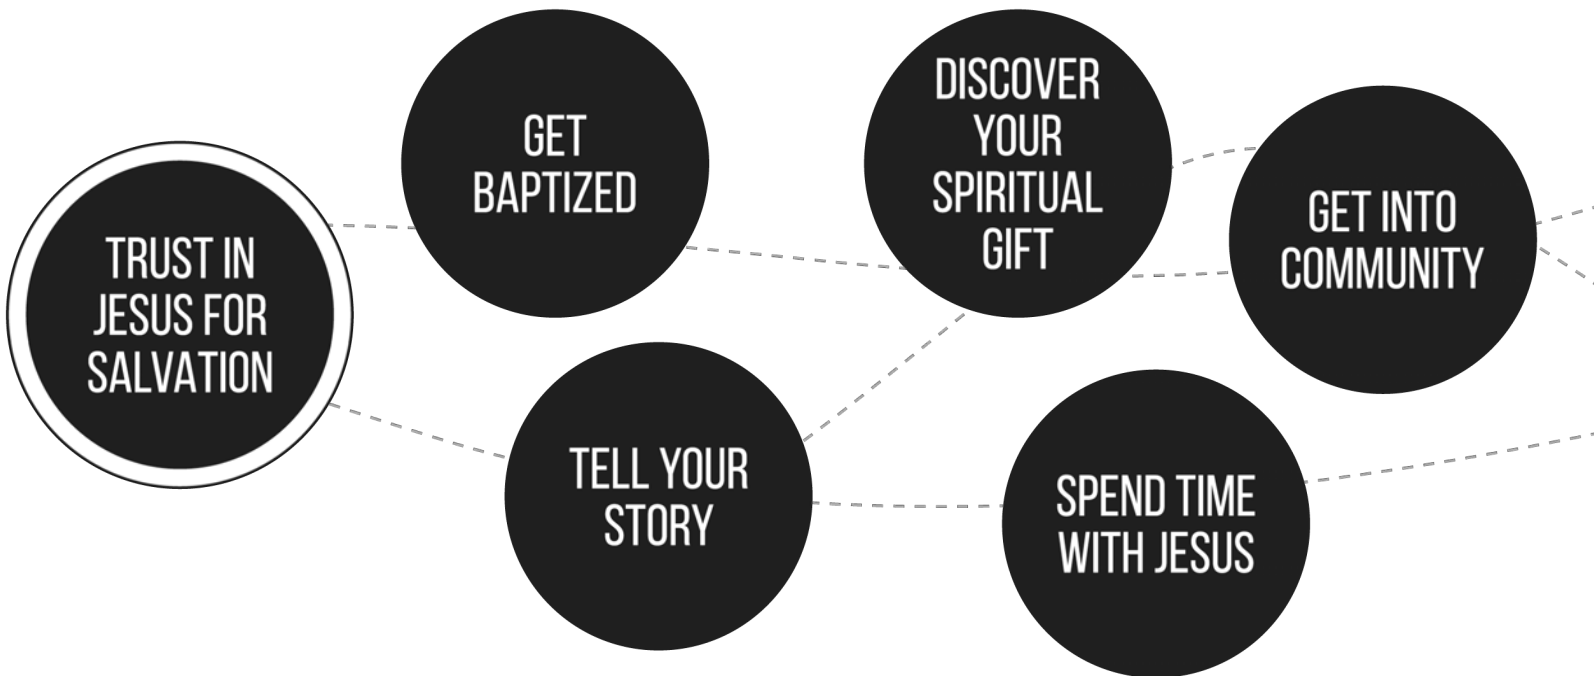 TRUST IN
JESUS FOR
SALVATION
GET
BAPTIZED
TELL YOUR
STORY
DISCOVER
YOUR
SPIRITUAL
GIFT
SPEND TIME
WITH JESUS
GET INTO
COMMUNITY